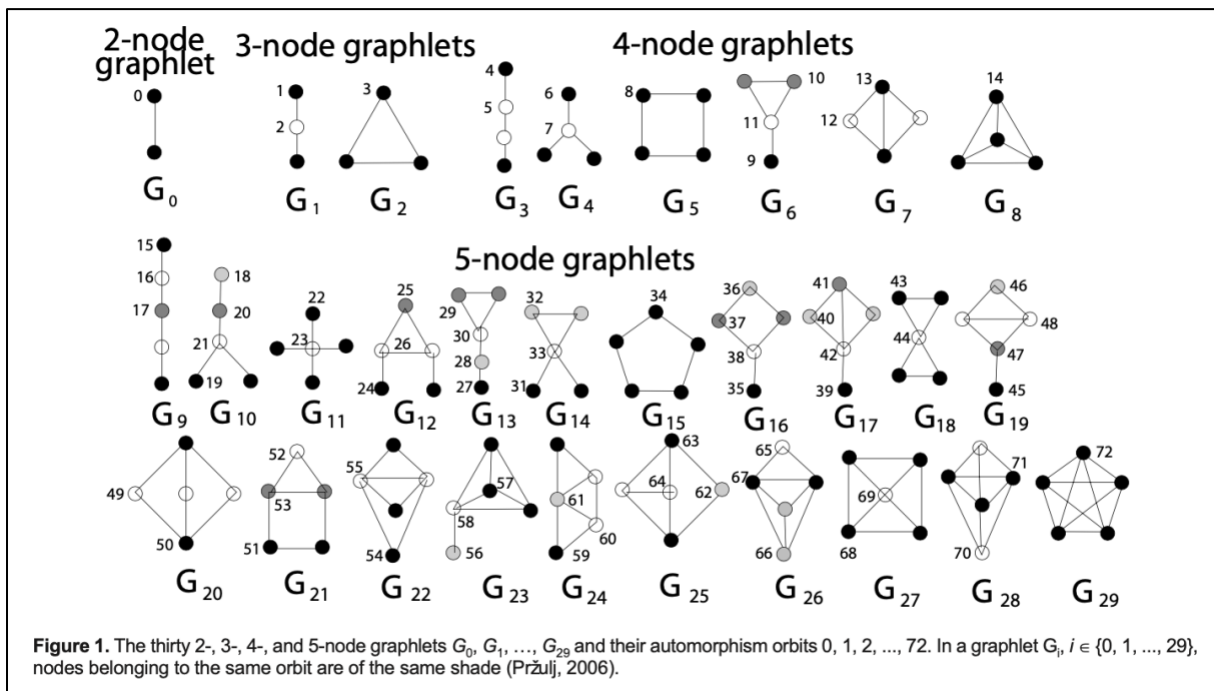 2-node graphlet
3-node graphlets
4-node graphlets
0
1
2
3
4
5
6
7
8
9
10
11
12
13
14
G0
G1
G2
G3
G4
G5
G6
G7
G8
5-node graphlets
15
16
17
18
20
21
19
22
23
25
26
24
29
30
28
27
32
33
31
34
36
37
38
35
41
40
42
39
43
44
46
48
47
45
G9
G10
G11
G12
G13
G14
G15
G16
G17
G18
G19
49
50
52
53
51
55
54
57
58
56
61
60
59
63
64
62
65
67
66
69
68
71
70
72
G20
G21
G22
G23
G24
G25
G26
G27
G28
G29
Figure 1. The thirty 2-, 3-, 4-, and 5-node graphlets G0, G1, …, G29 and their automorphism orbits 0, 1, 2, ..., 72. In a graphlet Gi, i ∈ {0, 1, ..., 29},
nodes belonging to the same orbit are of the same shade (Pržulj, 2006).